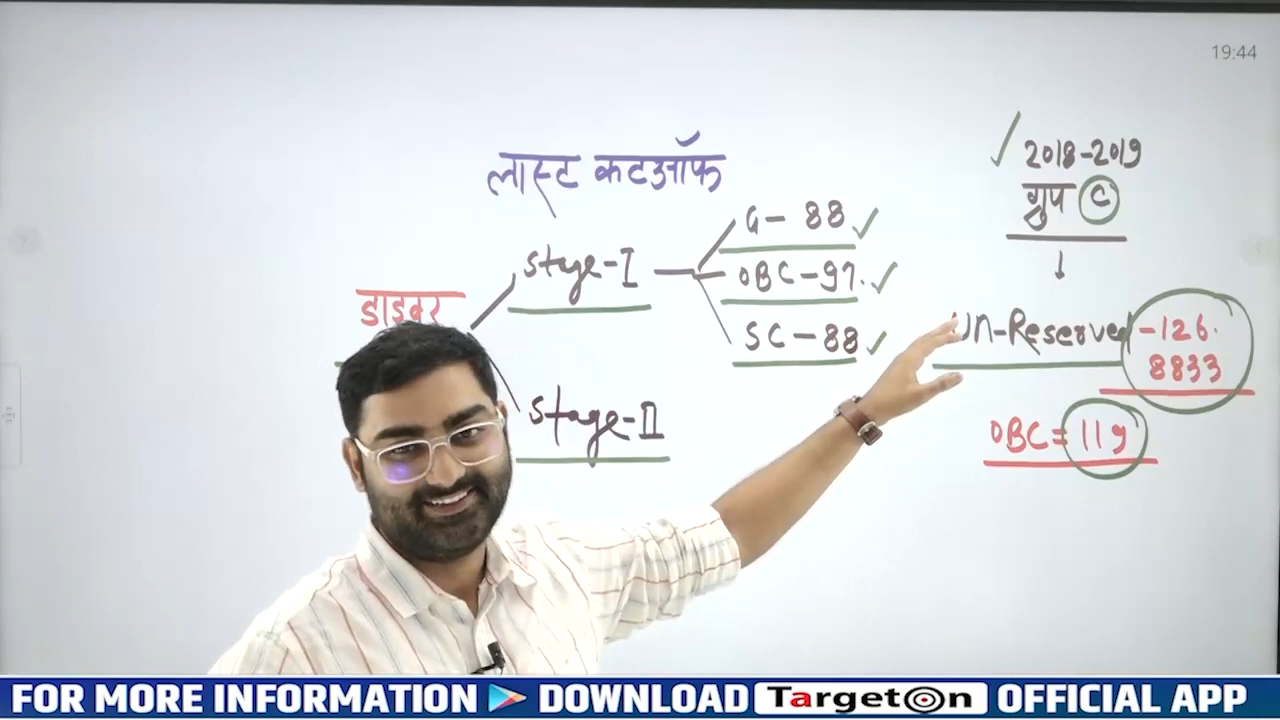 19:44
लास्ट कटऑफ
डाइवर
Stage-I
G- 88
OBC-97.
SC-88
Stage-II
2018-2019
ग्रुप C
Un-Reserved -126.
8833
OBC = 119
FOR MORE INFORMATION DOWNLOAD TargetOn OFFICIAL APP